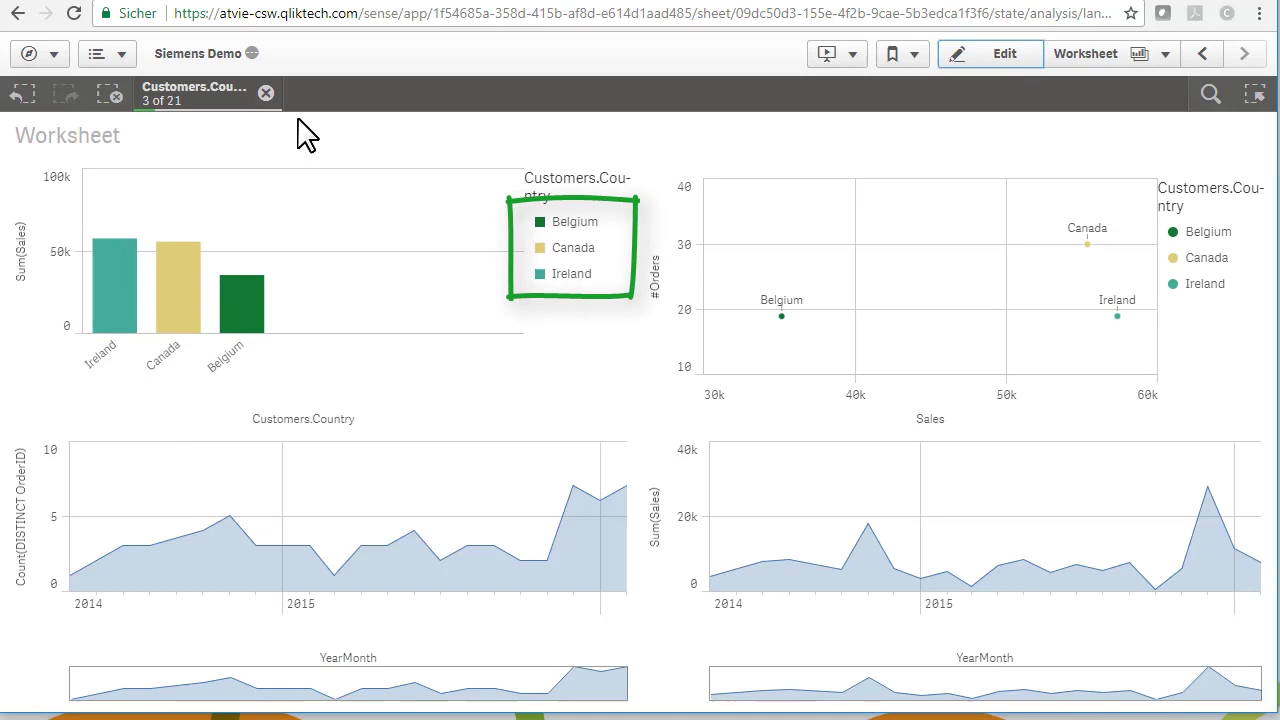 Sicher https://atvie-csw.qliktech.com/sense/app/1f54685a-358d-415b-af8d-e614d1aad485/sheet/09dc50d3-155e-4f2b-9cae-5b3edca1f3f6/state/analysis/lan...
Siemens Demo
Edit
Worksheet
Customers.Cou...
3 of 21
Worksheet
100k
50k
0
Sum(Sales)
Ireland
Canada
Belgium
Customers.Country
Customers.Cou-
ntry
Belgium
Canada
Ireland
40
30
20
10
#Orders
Canada
Belgium
Ireland
30k
40k
50k
60k
Sales
Customers.Cou-
ntry
Belgium
Canada
Ireland
10
5
0
Count(DISTINCT OrderID)
2014
2015
YearMonth
40k
20k
0
Sum(Sales)
2014
2015
YearMonth